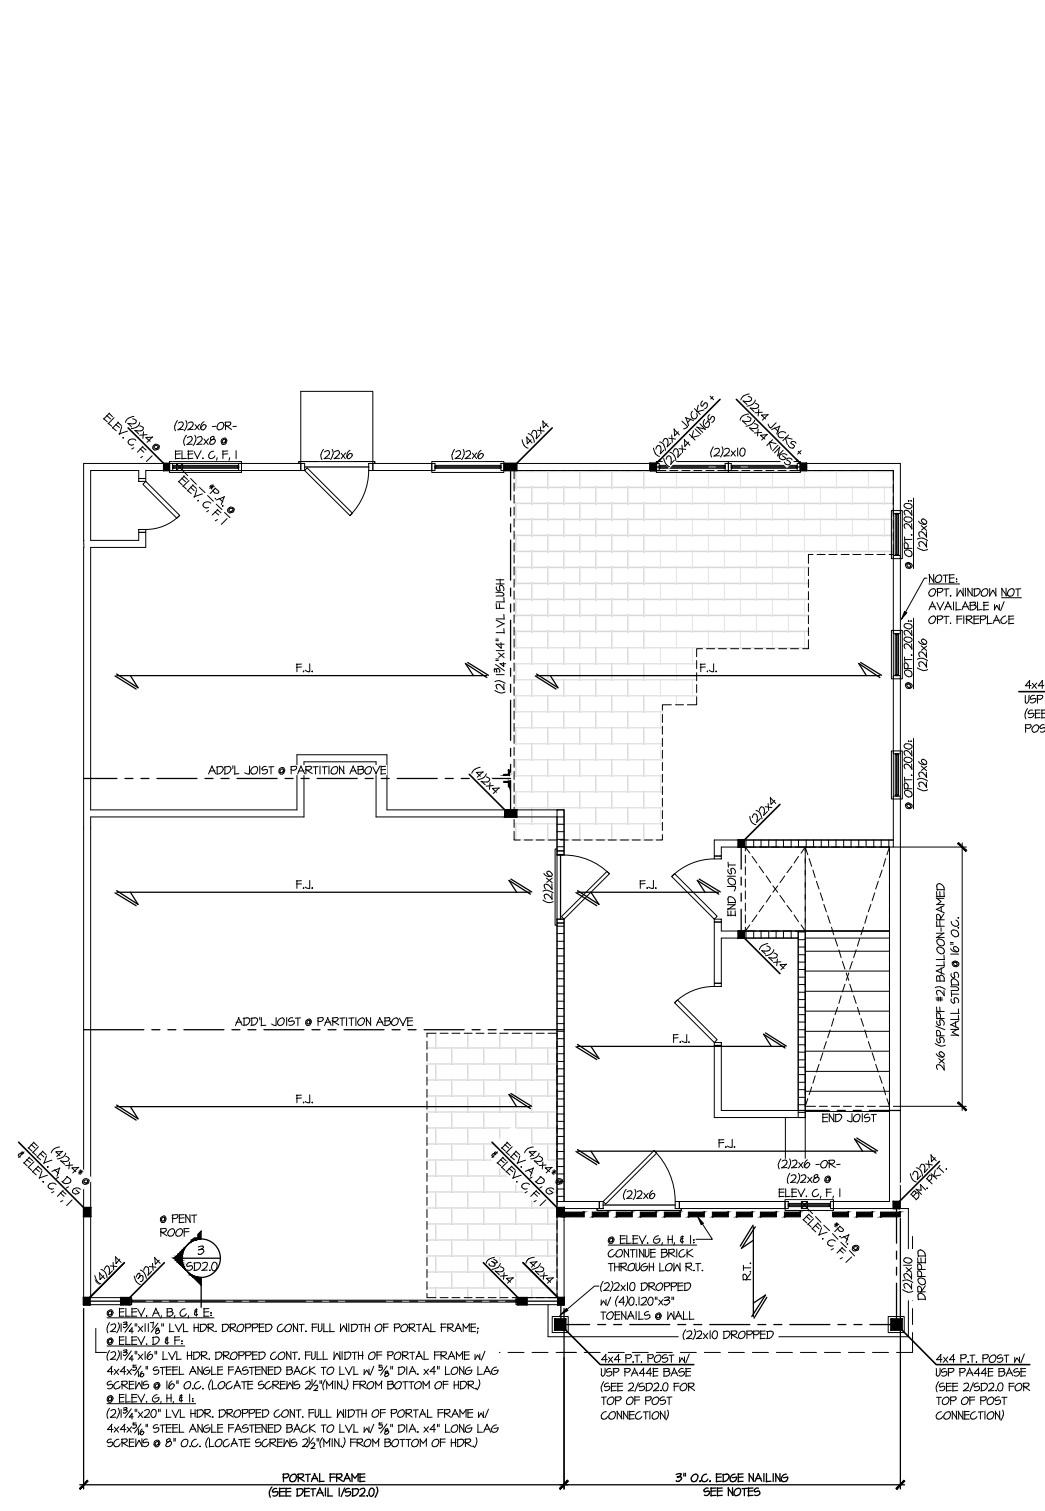 (2)2x4 @
ELEV. C, F, I
(2)2x6 -OR-
(2)2x8 @
ELEV. C, F, I
(2)2x6
(2)2x6
(4)2x4
(2)2x4 JACKS +
(2)2x4 KINGS
(2)2x10
(2)2x4 JACKS +
(2)2x4 KINGS
*P.A. @
ELEV. C, F, I
@ OPT. 2020:
(2)2x6
NOTE:
OPT. WINDOW NOT
AVAILABLE W/
OPT. FIREPLACE
(2) 1¾"x14" LVL FLUSH
@ OPT. 2020:
(2)2x6
F.J.
F.J.
4x4
USP
(SEE
POS
@ OPT. 2020:
(2)2x6
ADD'L JOIST @ PARTITION ABOVE
(4)2x4
(2)2x4
F.J.
(2)2x6
F.J.
END JOIST
(2)2x4
2x6 (SP/SPF #2) BALLOON-FRAMED
WALL STUDS @ 16" O.C.
ADD'L JOIST @ PARTITION ABOVE
F.J.
F.J.
END JOIST
F.J.
(4)2x4" @
ELEV. A, D, G
& ELEV. C, F, I
(4)2x4" @
ELEV. A, D, G
& ELEV. C, F, I
(2)2x6
(2)2x6 -OR-
(2)2x8 @
ELEV. C, F, I
(2)2x4
BM. PKT.
*P.A. @
ELEV. C, F, I
@ PENT
ROOF
3
SD2.0
@ ELEV. G, H, & I:
CONTINUE BRICK
THROUGH LOW R.T.
R.T.
(2)2x10
DROPPED
(4)2x4
(3)2x4
(3)2x4
(4)2x4
(2)2x10 DROPPED
W/ (4)0.120"x3"
TOENAILS @ WALL
(2)2x10 DROPPED
@ ELEV. A, B, C, & E:
(2)1¾"x11⅞" LVL HDR. DROPPED CONT. FULL WIDTH OF PORTAL FRAME;
@ ELEV. D & F:
(2)1¾"x16" LVL HDR. DROPPED CONT. FULL WIDTH OF PORTAL FRAME W/
4x4x5/16" STEEL ANGLE FASTENED BACK TO LVL W/ ⅝" DIA. x4" LONG LAG
SCREWS @ 16" O.C. (LOCATE SCREWS 2½"(MIN.) FROM BOTTOM OF HDR.)
@ ELEV. G, H, & I:
(2)1¾"x20" LVL HDR. DROPPED CONT. FULL WIDTH OF PORTAL FRAME W/
4x4x5/16" STEEL ANGLE FASTENED BACK TO LVL W/ ⅝" DIA. x4" LONG LAG
SCREWS @ 8" O.C. (LOCATE SCREWS 2½"(MIN.) FROM BOTTOM OF HDR.)
4x4 P.T. POST W/
USP PA44E BASE
(SEE 2/SD2.0 FOR
TOP OF POST
CONNECTION)
4x4 P.T. POST W/
USP PA44E BASE
(SEE 2/SD2.0 FOR
TOP OF POST
CONNECTION)
PORTAL FRAME
(SEE DETAIL 1/SD2.0)
3" O.C. EDGE NAILING
SEE NOTES